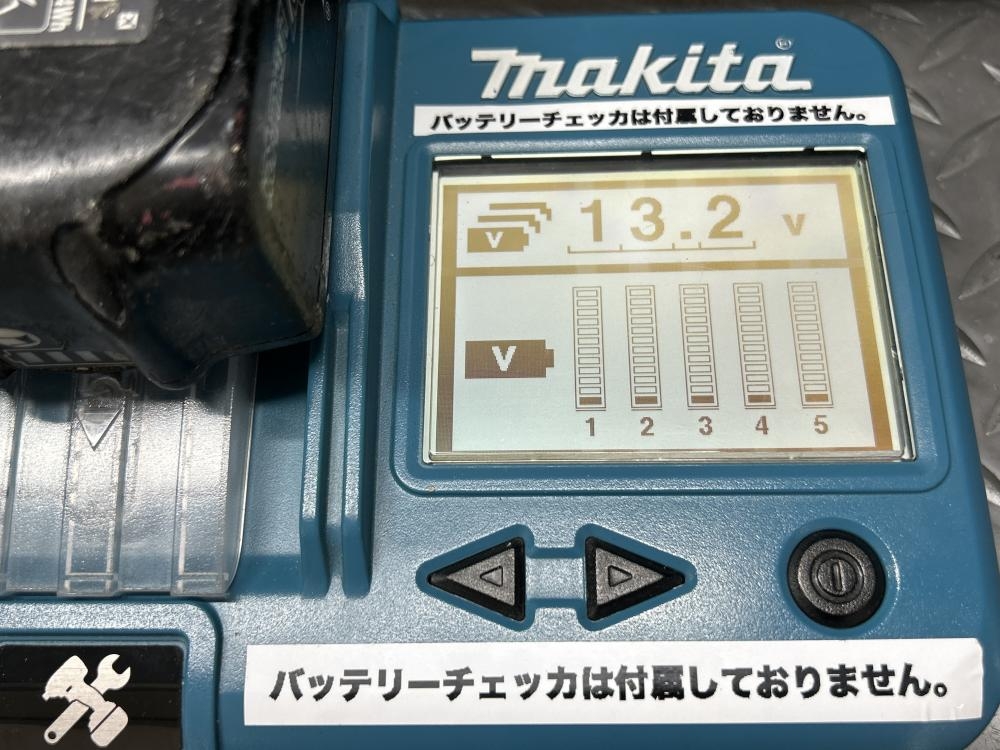 4Wh
makita®
バッテリーチェッカは付属しておりません。
V 13.2 v
V
1 2 3 4 5
バッテリーチェッカは付属しておりません。